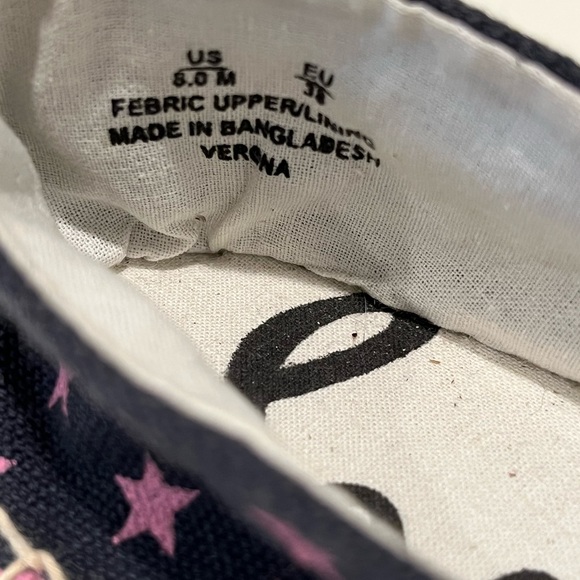 US EU
8.0 M 38
FEBRIC UPPER/LINING
MADE IN BANGLADESH
VERONA